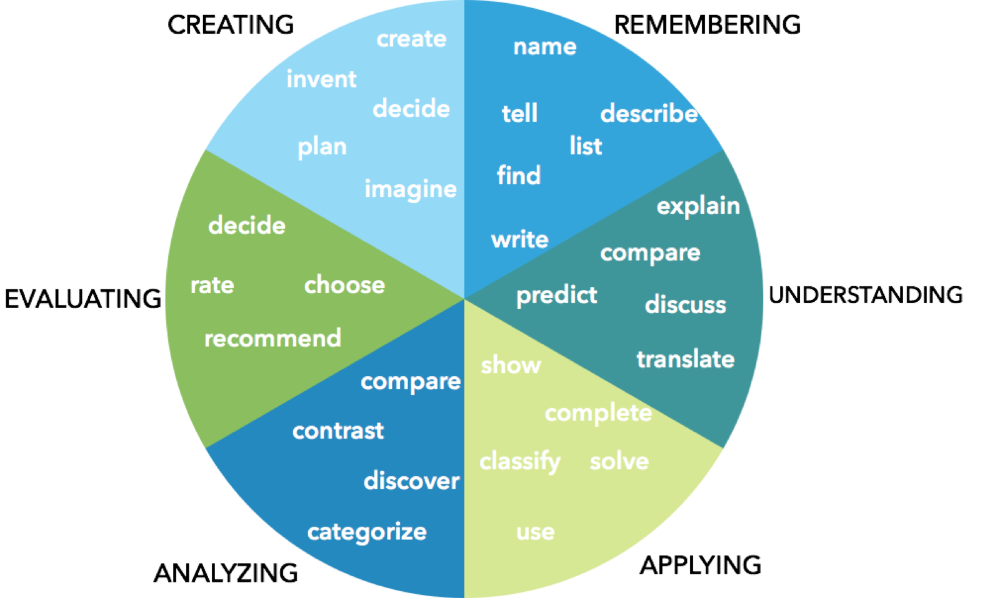 CREATING
create
invent
decide
plan
imagine
REMEMBERING
name
tell
describe
list
find
write
UNDERSTANDING
explain
compare
predict
discuss
translate
APPLYING
show
complete
classify
solve
use
ANALYZING
compare
contrast
discover
categorize
EVALUATING
decide
rate
choose
recommend